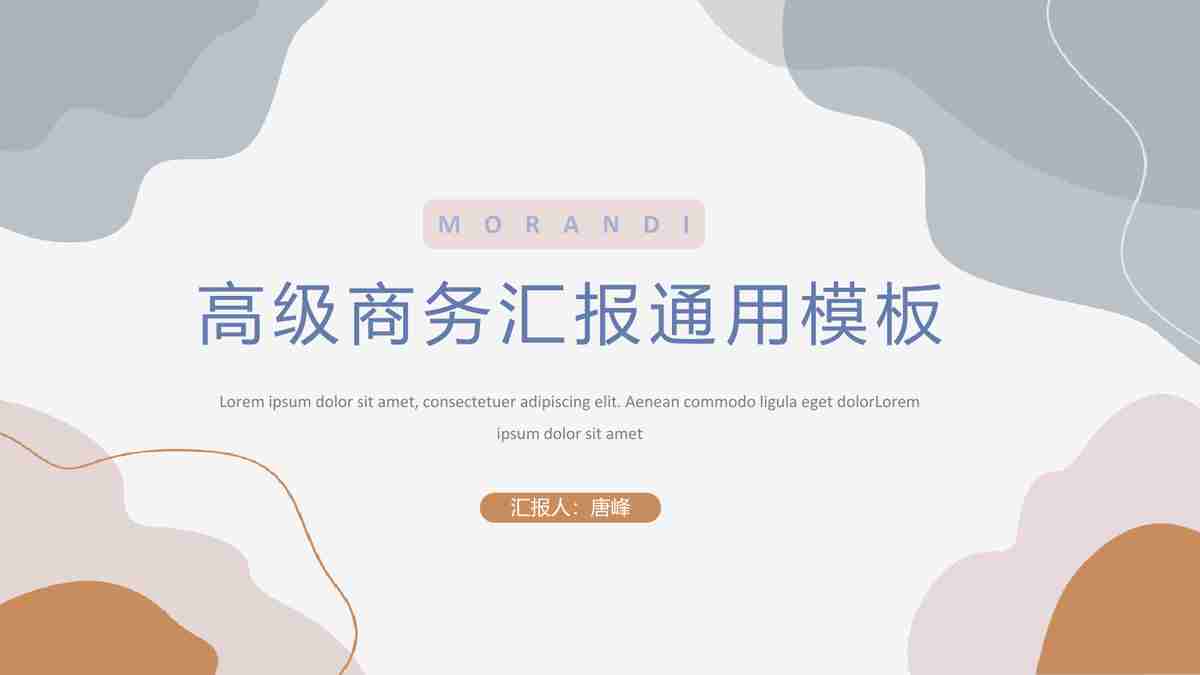 MORANDI
高级商务汇报通用模板
Lorem ipsum dolor sit amet, consectetuer adipiscing elit. Aenean commodo ligula eget dolorLorem
ipsum dolor sit amet
汇报人：唐峰